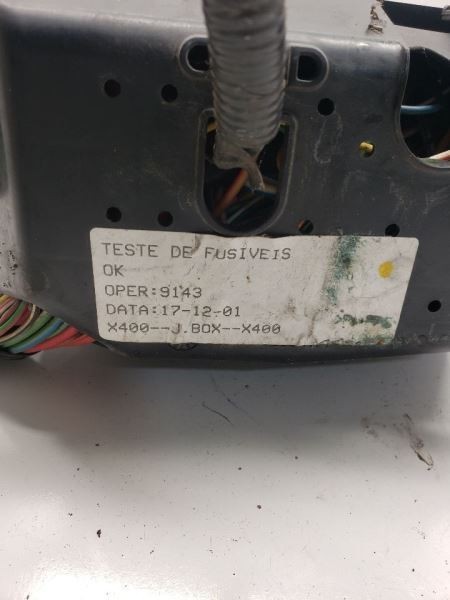 TESTE DE FUSIVEIS
OK
OPER:9143
DATA:17-12-01
X400--J.BOX--X400